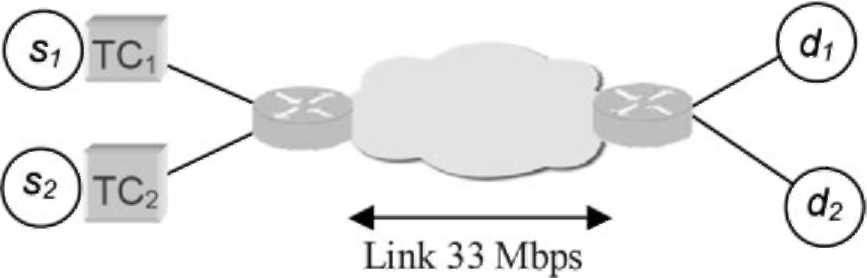 s1 TC1 d1
s2 TC2 d2
Link 33 Mbps